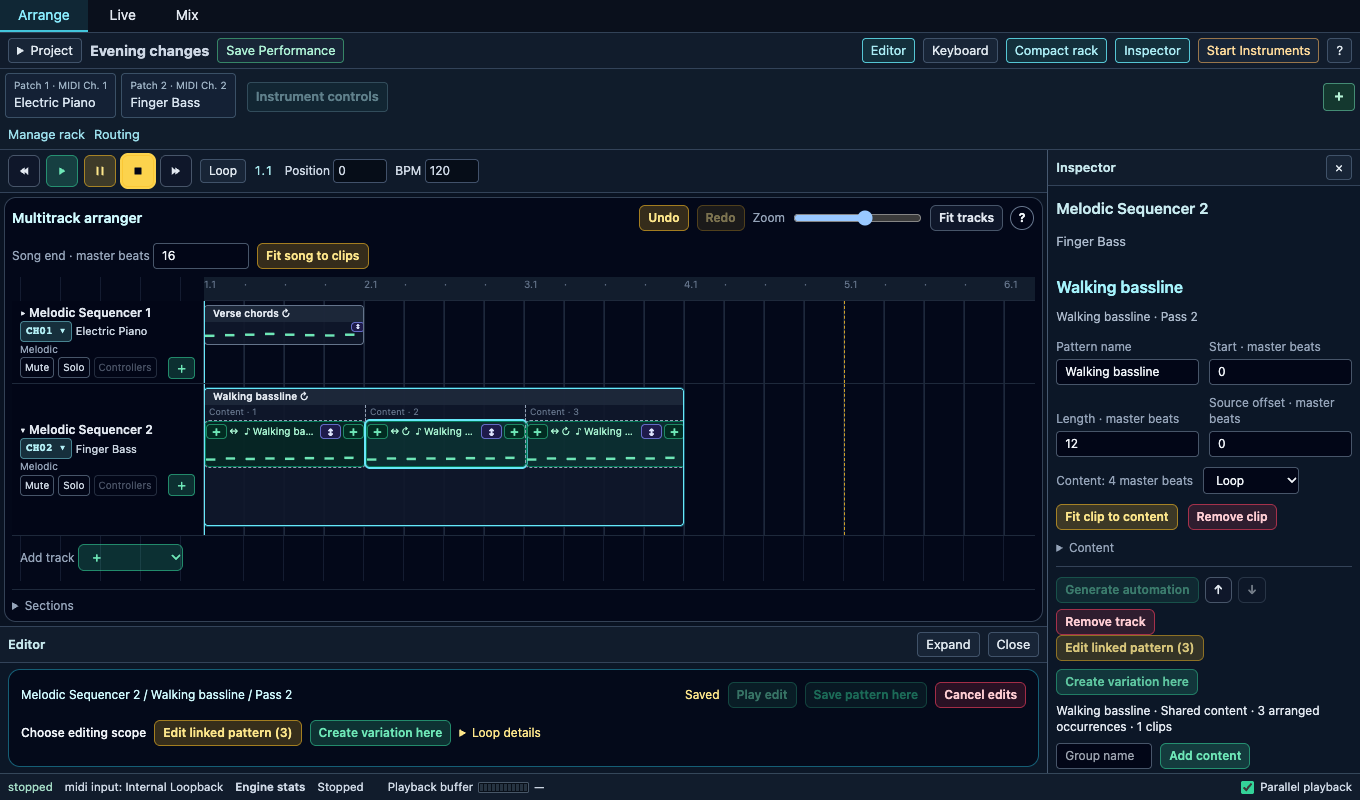 Arrange Live Mix
▶ Project Evening changes Save Performance Editor Keyboard Compact rack Inspector Start Instruments ?
Patch 1 · MIDI Ch. 1 Patch 2 · MIDI Ch. 2
Electric Piano Finger Bass Instrument controls +
Manage rack Routing
Loop 1.1 Position 0 BPM 120
Multitrack arranger Undo Redo Zoom Fit tracks ?
Song end · master beats 16 Fit song to clips
1.1 2.1 3.1 4.1 5.1 6.1
▸ Melodic Sequencer 1
CH01 ▾ Electric Piano
Melodic
Mute Solo Controllers +
Verse chords ↻
▾ Melodic Sequencer 2
CH02 ▾ Finger Bass
Melodic
Mute Solo Controllers +
Walking bassline ↻
Content · 1 Content · 2 Content · 3
+ ↔ ♪ Walking ba... ↕ + + ↔ ↻ ♪ Walking ... ↕ + + ↔ ↻ ♪ Walking ... ↕ +
Add track +
▶ Sections
Editor Expand Close
Melodic Sequencer 2 / Walking bassline / Pass 2 Saved Play edit Save pattern here Cancel edits
Choose editing scope Edit linked pattern (3) Create variation here ▶ Loop details
Inspector ×
Melodic Sequencer 2
Finger Bass
Walking bassline
Walking bassline · Pass 2
Pattern name Start · master beats
Walking bassline 0
Length · master beats Source offset · master
beats
12 0
Content: 4 master beats Loop
Fit clip to content Remove clip
▶ Content
Generate automation ↑ ↓
Remove track
Edit linked pattern (3)
Create variation here
Walking bassline · Shared content · 3 arranged
occurrences · 1 clips
Group name Add content
stopped midi input: Internal Loopback Engine stats Stopped Playback buffer — Parallel playback